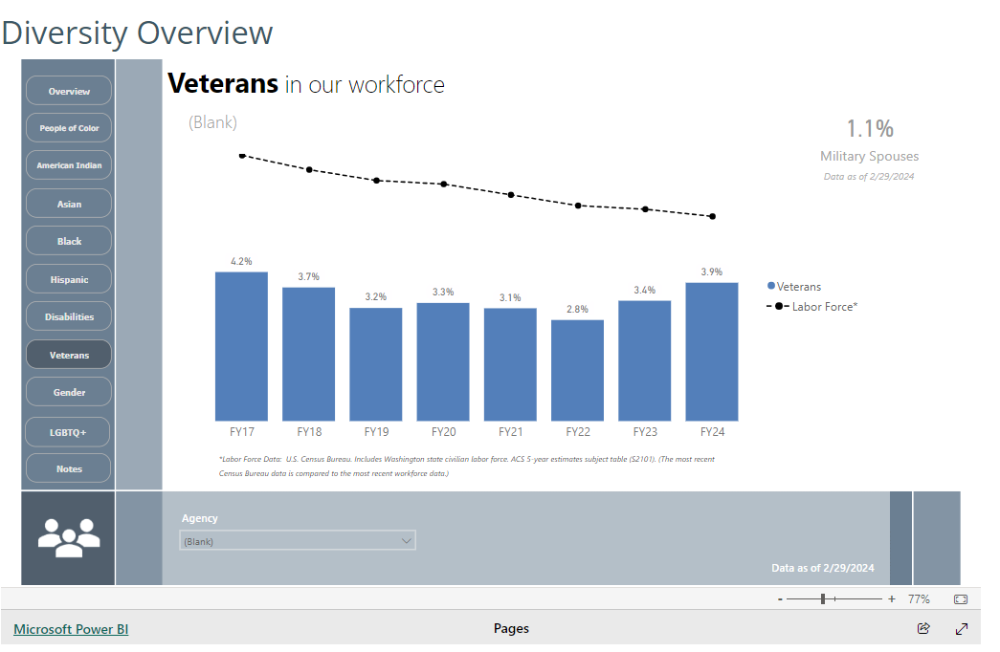 Diversity Overview
Overview
People of Color
American Indian
Asian
Black
Hispanic
Disabilities
Veterans
Gender
LGBTQ+
Notes
Veterans in our workforce
(Blank)
1.1%
Military Spouses
Data as of 2/29/2024
4.2%
3.7%
3.2%
3.3%
3.1%
2.8%
3.4%
3.9%
FY17
FY18
FY19
FY20
FY21
FY22
FY23
FY24
Veterans
Labor Force*
*Labor Force Data: U.S. Census Bureau. Includes Washington state civilian labor force. ACS 5-year estimates subject table (S2101). (The most recent
Census Bureau data is compared to the most recent workforce data.)
Agency
(Blank)
Data as of 2/29/2024
- + 77%
Microsoft Power BI
Pages